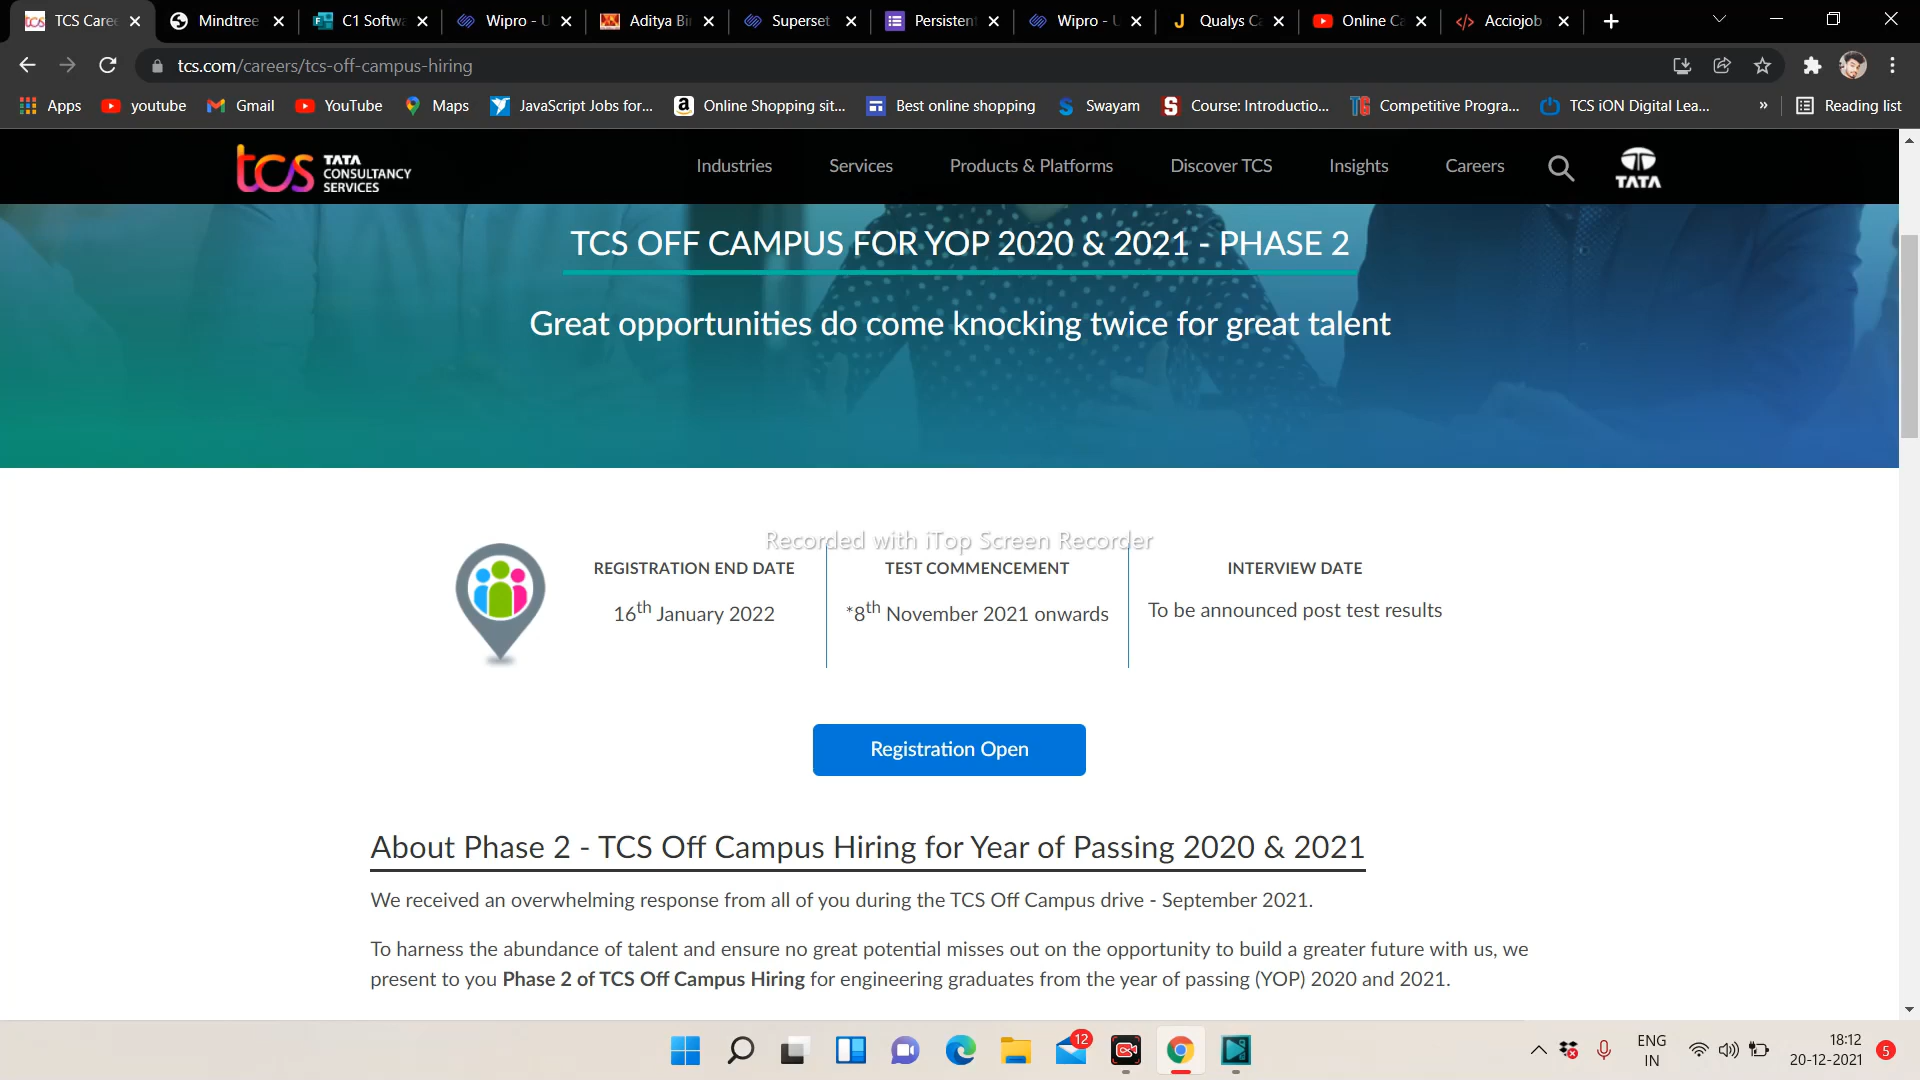 TCS Care
Mindtree
C1 Softwa
Wipro - U
Aditya Bir
Superset
Persistent
Wipro - U
Qualys Ca
Online Ca
Acciojob
tcs.com/careers/tcs-off-campus-hiring
Apps
youtube
Gmail
YouTube
Maps
JavaScript Jobs for...
Online Shopping sit...
Best online shopping
Swayam
Course: Introductio...
Competitive Progra...
TCS iON Digital Lea...
»
Reading list
tcs TATA
CONSULTANCY
SERVICES
Industries
Services
Products & Platforms
Discover TCS
Insights
Careers
TATA
TCS OFF CAMPUS FOR YOP 2020 & 2021 - PHASE 2
Great opportunities do come knocking twice for great talent
Recorded with iTop Screen Recorder
REGISTRATION END DATE
16th January 2022
TEST COMMENCEMENT
*8th November 2021 onwards
INTERVIEW DATE
To be announced post test results
Registration Open
About Phase 2 - TCS Off Campus Hiring for Year of Passing 2020 & 2021
We received an overwhelming response from all of you during the TCS Off Campus drive - September 2021.
To harness the abundance of talent and ensure no great potential misses out on the opportunity to build a greater future with us, we
present to you Phase 2 of TCS Off Campus Hiring for engineering graduates from the year of passing (YOP) 2020 and 2021.
12
ENG
IN
18:12
20-12-2021
5